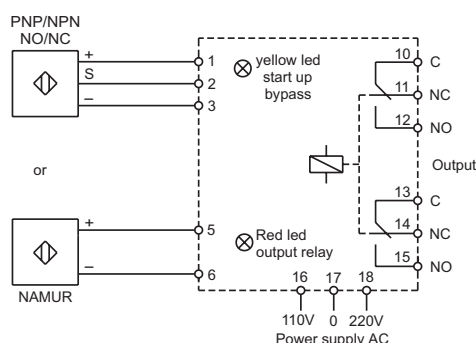 PNP/NPN
NO/NC
+
S
–
1
2
3
yellow led
start up
bypass
10
C
11
NC
12
NO
or
Output
+
–
NAMUR
5
6
Red led
output relay
13
C
14
NC
15
NO
16 17 18
110V 0 220V
Power supply AC